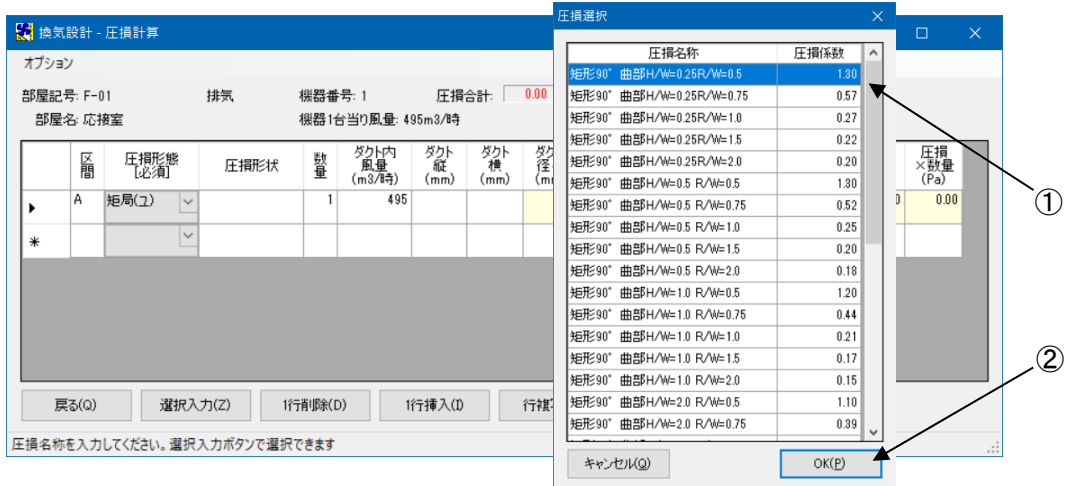 換気設計 - 圧損計算
オプション
部屋記号: F-01 排気 機器番号: 1 圧損合計: 0.00
部屋名: 応接室 機器1台当り風量: 495m3/時
区間 圧損形態[必須] 圧損形状 数量 ダクト内風量(m3/時) ダクト縦(mm) ダクト横(mm) 圧損×数量(Pa)
A 矩局(ユ) 1 495 0.00
*
戻る(Q) 選択入力(Z) 1行削除(D) 1行挿入(I)
圧損名称を入力してください。選択入力ボタンで選択できます
圧損選択
圧損名称 圧損係数
矩形90° 曲部H/W=0.25R/W=0.5 1.30
矩形90° 曲部H/W=0.25R/W=0.75 0.57
矩形90° 曲部H/W=0.25R/W=1.0 0.27
矩形90° 曲部H/W=0.25R/W=1.5 0.22
矩形90° 曲部H/W=0.25R/W=2.0 0.20
矩形90° 曲部H/W=0.5 R/W=0.5 1.30
矩形90° 曲部H/W=0.5 R/W=0.75 0.52
矩形90° 曲部H/W=0.5 R/W=1.0 0.25
矩形90° 曲部H/W=0.5 R/W=1.5 0.20
矩形90° 曲部H/W=0.5 R/W=2.0 0.18
矩形90° 曲部H/W=1.0 R/W=0.5 1.20
矩形90° 曲部H/W=1.0 R/W=0.75 0.44
矩形90° 曲部H/W=1.0 R/W=1.0 0.21
矩形90° 曲部H/W=1.0 R/W=1.5 0.17
矩形90° 曲部H/W=1.0 R/W=2.0 0.15
矩形90° 曲部H/W=2.0 R/W=0.5 1.10
矩形90° 曲部H/W=2.0 R/W=0.75 0.39
キャンセル(Q) OK(P)
①
②